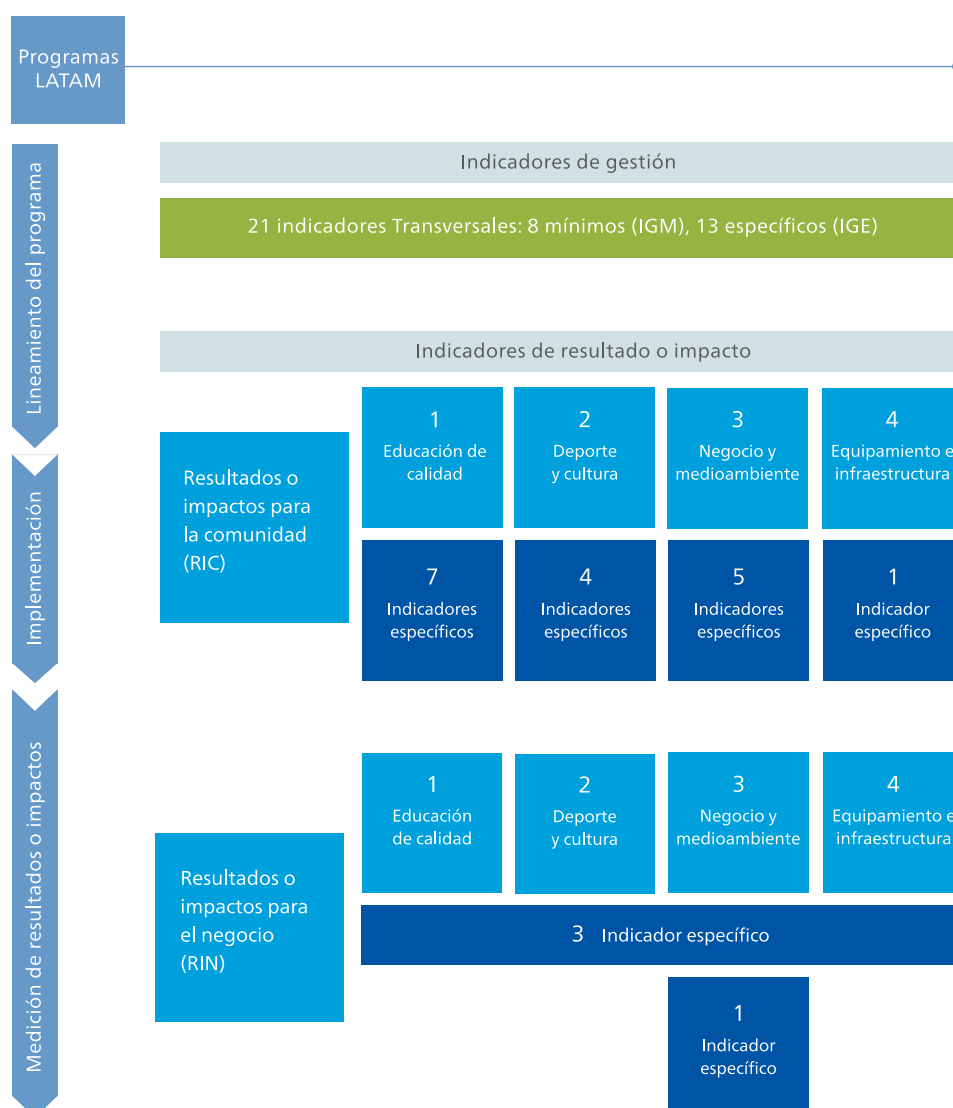 Programas
LATAM
Lineamiento del programa
Implementación
Medición de resultados o impactos
Indicadores de gestión
21 indicadores Transversales: 8 mínimos (IGM), 13 específicos (IGE)
Indicadores de resultado o impacto
Resultados o
impactos para
la comunidad
(RIC)
1
Educación de
calidad
2
Deporte
y cultura
3
Negocio y
medioambiente
4
Equipamiento e
infraestructura
7
Indicadores
específicos
4
Indicadores
específicos
5
Indicadores
específicos
1
Indicador
específico
Resultados o
impactos para
el negocio
(RIN)
1
Educación
de calidad
2
Deporte
y cultura
3
Negocio y
medioambiente
4
Equipamiento e
infraestructura
3 Indicador específico
1
Indicador
específico